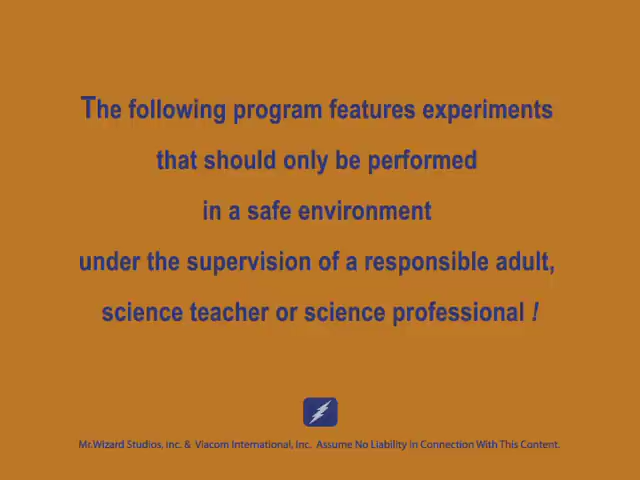 The following program features experiments
that should only be performed
in a safe environment
under the supervision of a responsible adult,
science teacher or science professional !
Mr.Wizard Studios, inc. & Viacom International, Inc. Assume No Liability In Connection With This Content.